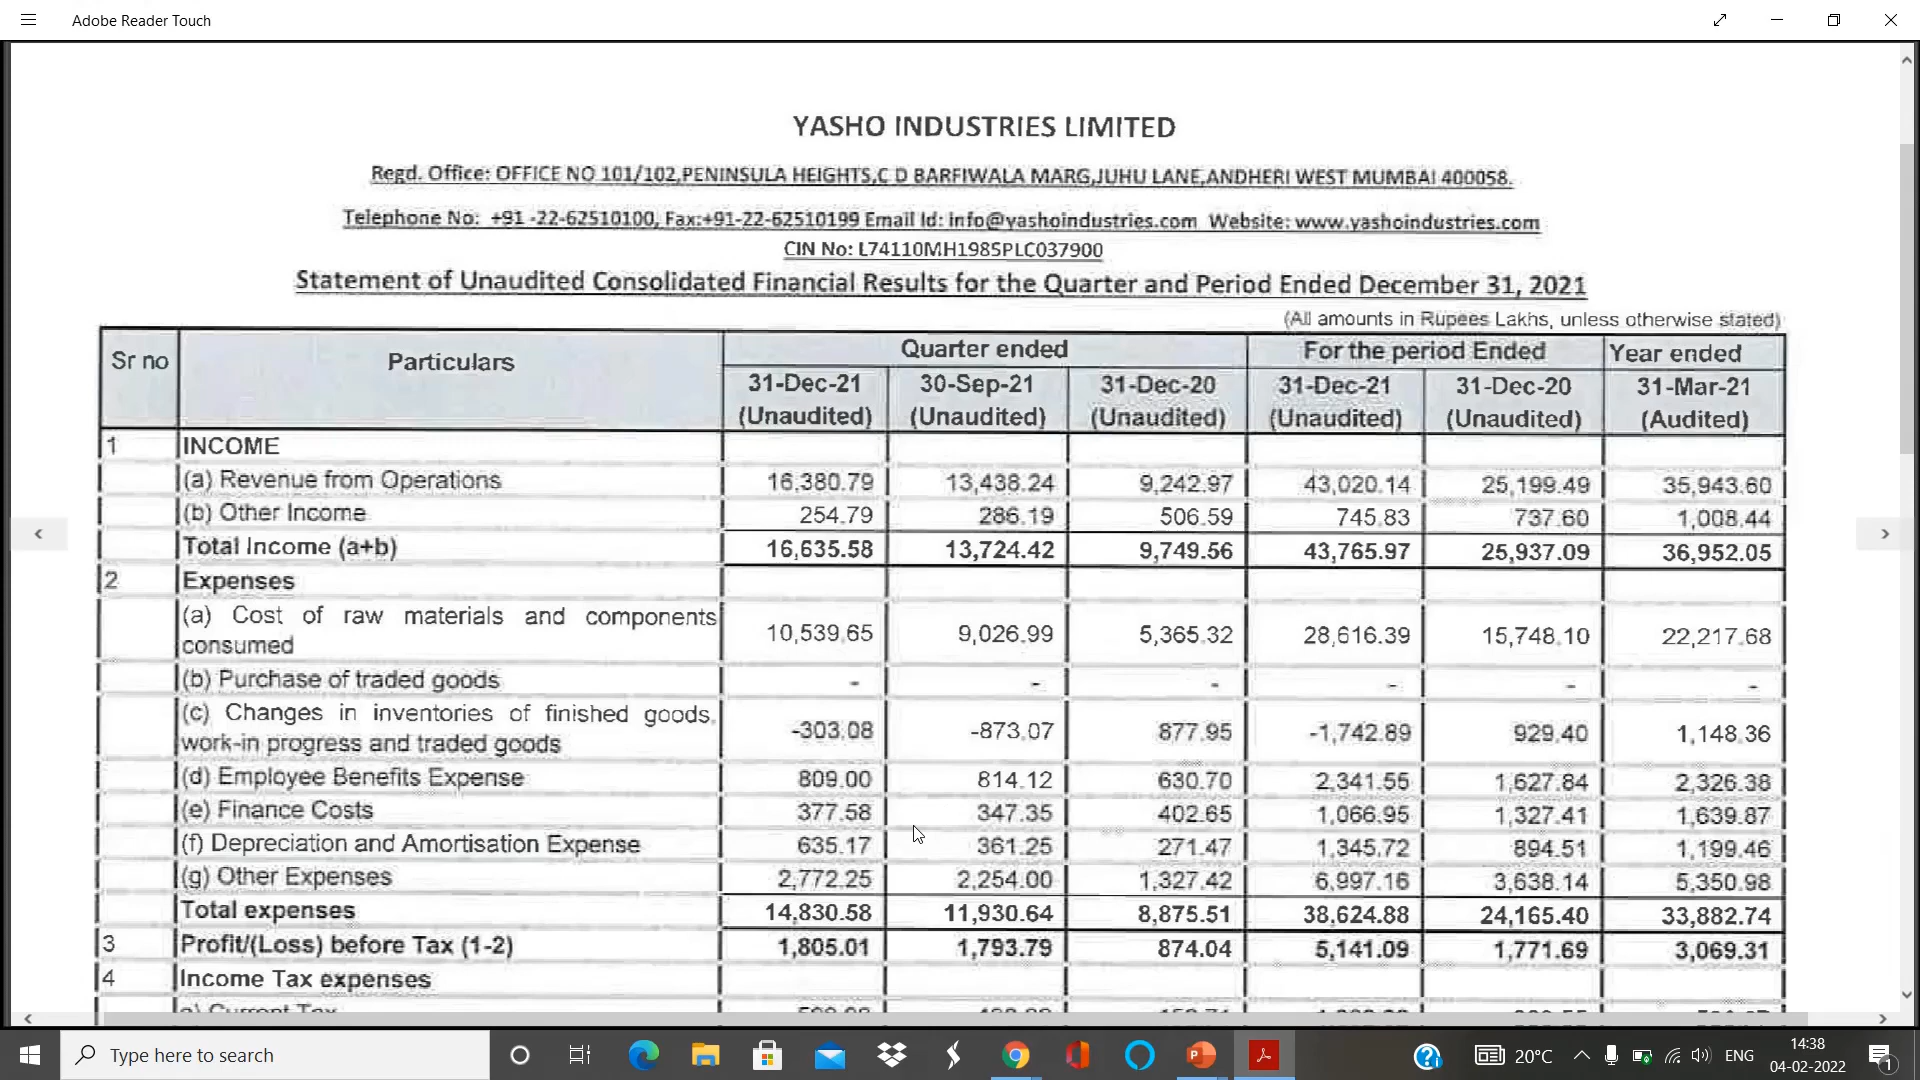 Adobe Reader Touch
YASHO INDUSTRIES LIMITED
Regd. Office: OFFICE NO 101/102,PENINSULA HEIGHTS,C D BARFIWALA MARG,JUHU LANE,ANDHERI WEST MUMBAI 400058.
Telephone No: +91 -22-62510100, Fax:+91-22-62510199 Email Id: info@yashoindustries.com Website: www.yashoindustries.com
CIN No: L74110MH1985PLC037900
Statement of Unaudited Consolidated Financial Results for the Quarter and Period Ended December 31, 2021
(All amounts in Rupees Lakhs, unless otherwise stated)
Sr no Particulars Quarter ended For the period Ended Year ended
31-Dec-21 30-Sep-21 31-Dec-20 31-Dec-21 31-Dec-20 31-Mar-21
(Unaudited) (Unaudited) (Unaudited) (Unaudited) (Unaudited) (Audited)
1 INCOME
(a) Revenue from Operations 16,380.79 13,438.24 9,242.97 43,020.14 25,199.49 35,943.60
(b) Other Income 254.79 286.19 506.59 745.83 737.60 1,008.44
Total Income (a+b) 16,635.58 13,724.42 9,749.56 43,765.97 25,937.09 36,952.05
2 Expenses
(a) Cost of raw materials and components
consumed 10,539.65 9,026.99 5,365.32 28,616.39 15,748.10 22,217.68
(b) Purchase of traded goods - - - - - -
(c) Changes in inventories of finished goods,
work-in progress and traded goods -303.08 -873.07 877.95 -1,742.89 929.40 1,148.36
(d) Employee Benefits Expense 809.00 814.12 630.70 2,341.55 1,627.84 2,326.38
(e) Finance Costs 377.58 347.35 402.65 1,066.95 1,327.41 1,639.87
(f) Depreciation and Amortisation Expense 635.17 361.25 271.47 1,345.72 894.51 1,199.46
(g) Other Expenses 2,772.25 2,254.00 1,327.42 6,997.16 3,638.14 5,350.98
Total expenses 14,830.58 11,930.64 8,875.51 38,624.88 24,165.40 33,882.74
3 Profit/(Loss) before Tax (1-2) 1,805.01 1,793.79 874.04 5,141.09 1,771.69 3,069.31
4 Income Tax expenses
a) Current Tax
Type here to search
20°C
ENG
14:38
04-02-2022
1